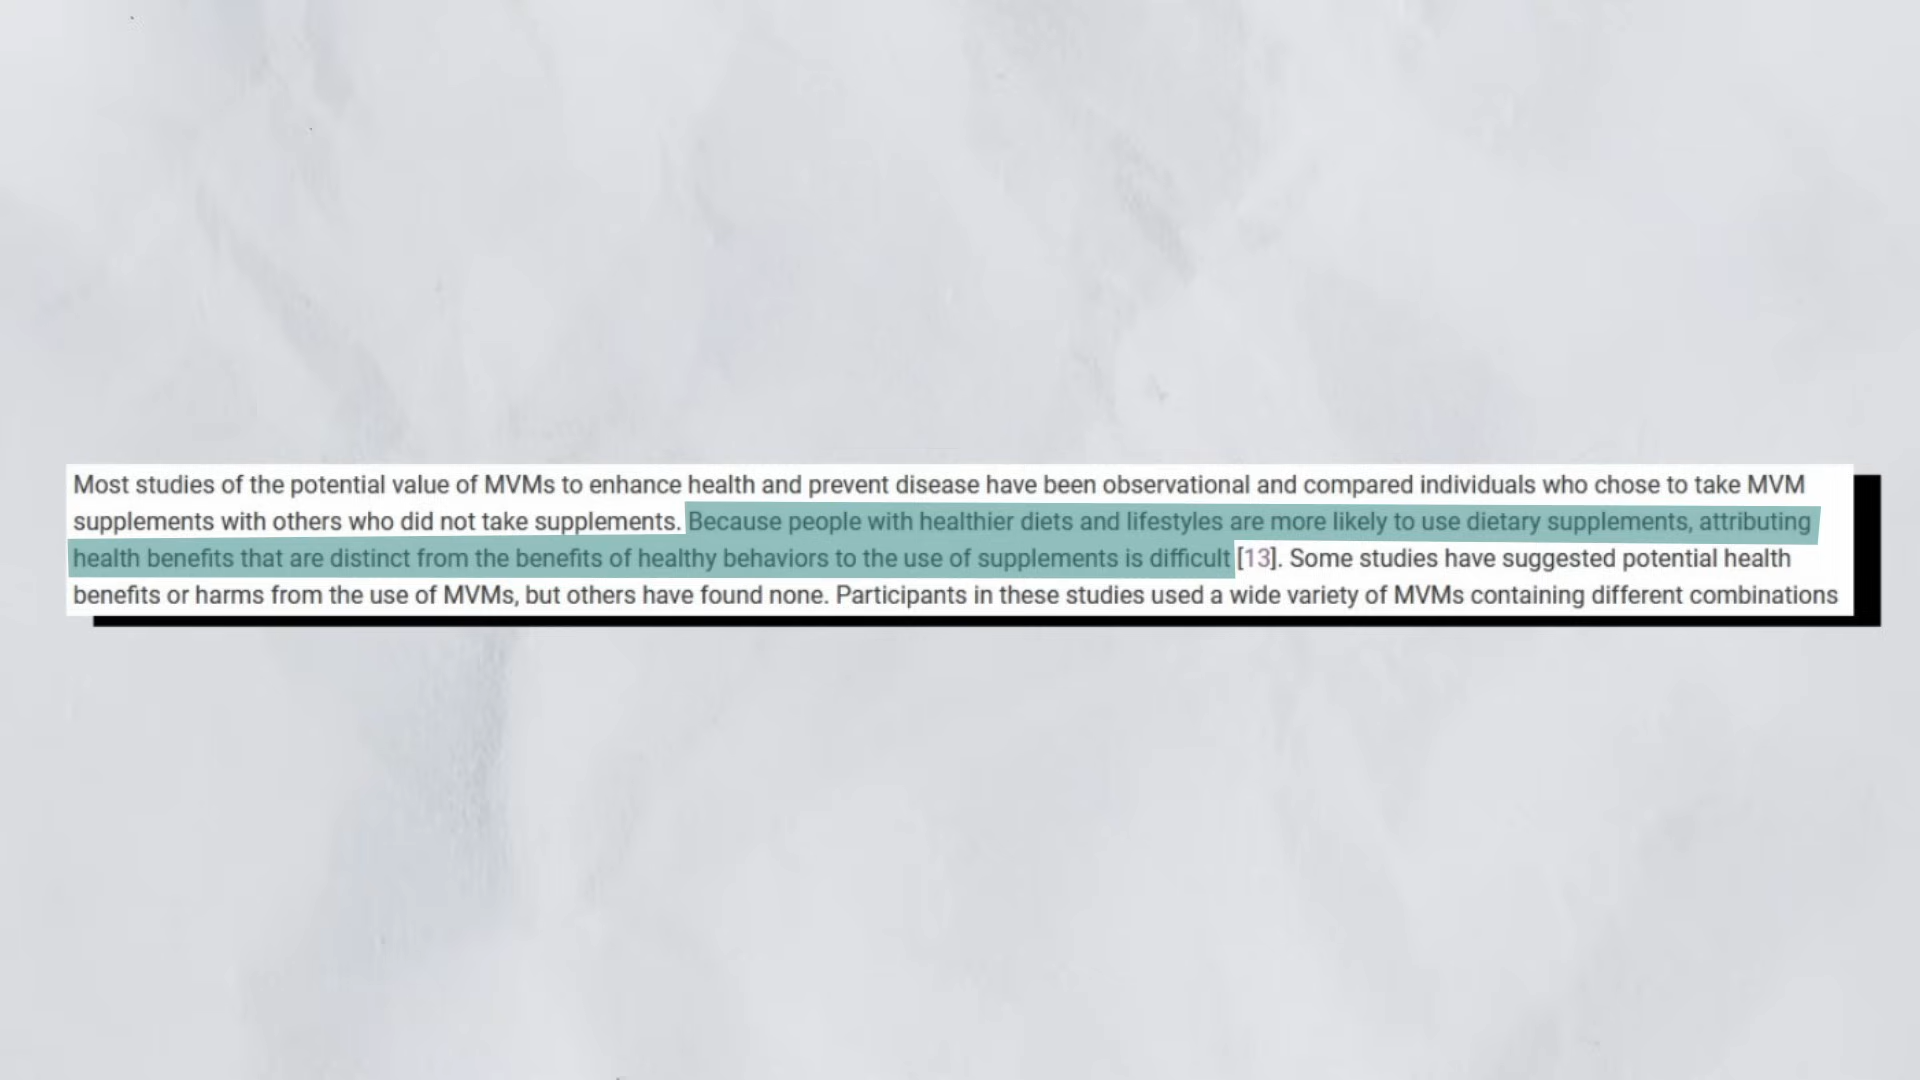 Most studies of the potential value of MVMs to enhance health and prevent disease have been observational and compared individuals who chose to take MVM
supplements with others who did not take supplements. Because people with healthier diets and lifestyles are more likely to use dietary supplements, attributing
health benefits that are distinct from the benefits of healthy behaviors to the use of supplements is difficult [13]. Some studies have suggested potential health
benefits or harms from the use of MVMs, but others have found none. Participants in these studies used a wide variety of MVMs containing different combinations